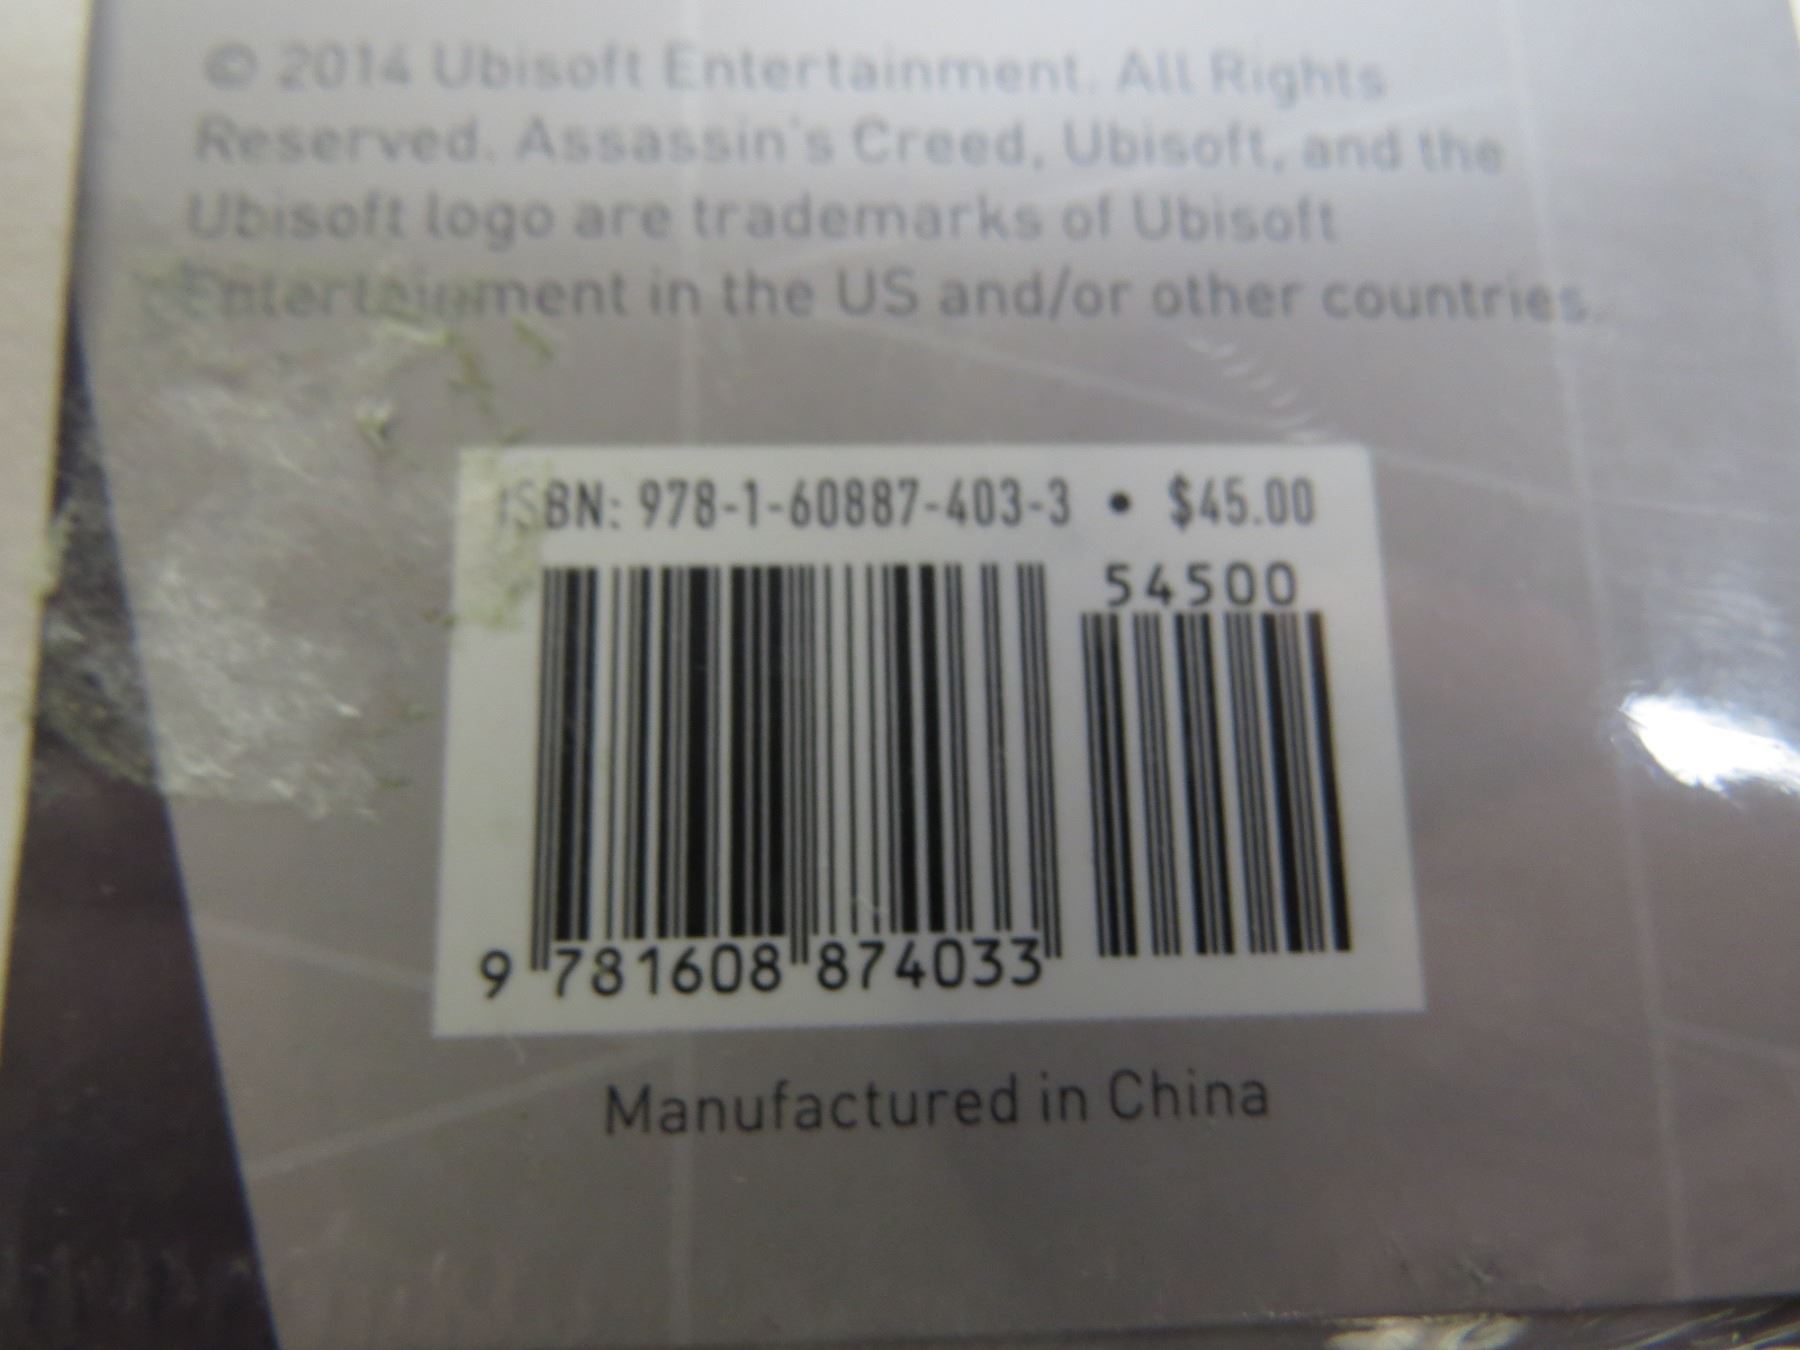 © 2014 Ubisoft Entertainment. All Rights
Reserved. Assassin's Creed, Ubisoft, and the
Ubisoft logo are trademarks of Ubisoft
Entertainment in the US and/or other countries.
ISBN: 978-1-60887-403-3 • $45.00
54500
9 781608 874033
Manufactured in China